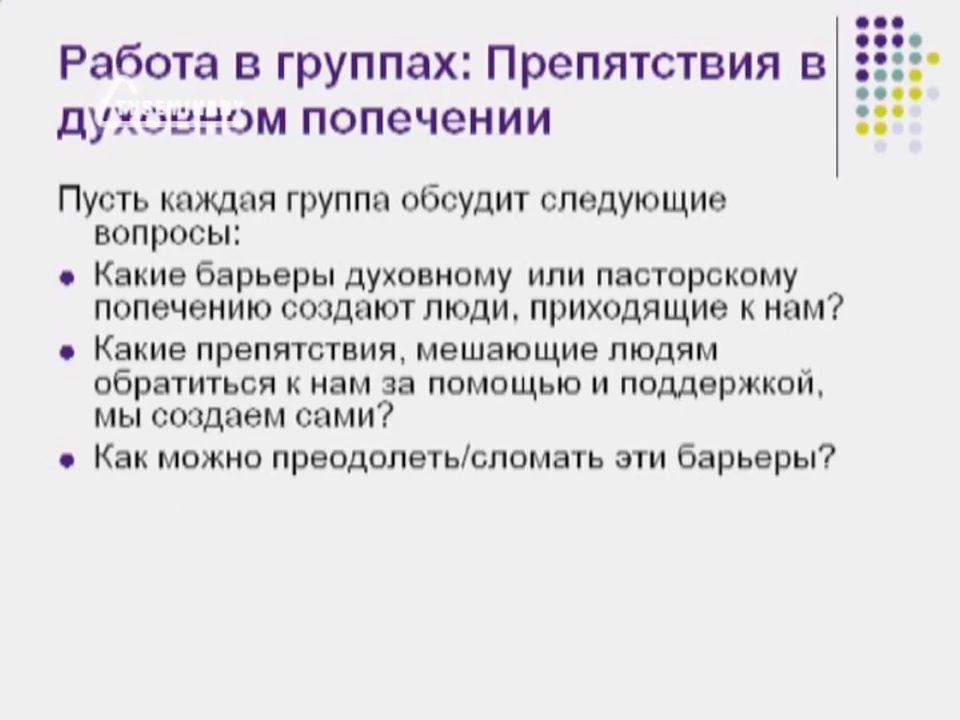 Работа в группах: Препятствия в
духовном попечении
Пусть каждая группа обсудит следующие
вопросы:
Какие барьеры духовному или пасторскому
попечению создают люди, приходящие к нам?
Какие препятствия, мешающие людям
обратиться к нам за помощью и поддержкой,
мы создаем сами?
Как можно преодолеть/сломать эти барьеры?